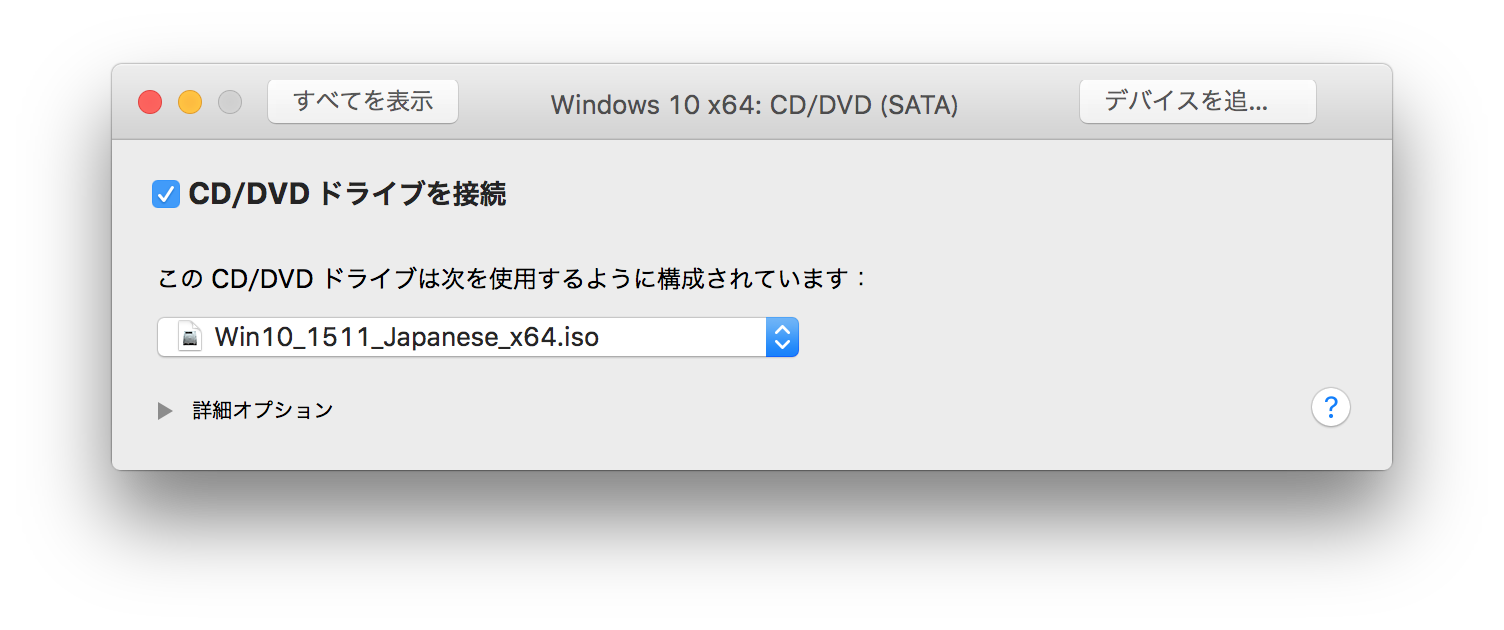 すべてを表示
Windows 10 x64: CD/DVD (SATA)
デバイスを追...
CD/DVD ドライブを接続
この CD/DVD ドライブは次を使用するように構成されています：
Win10_1511_Japanese_x64.iso
詳細オプション
?